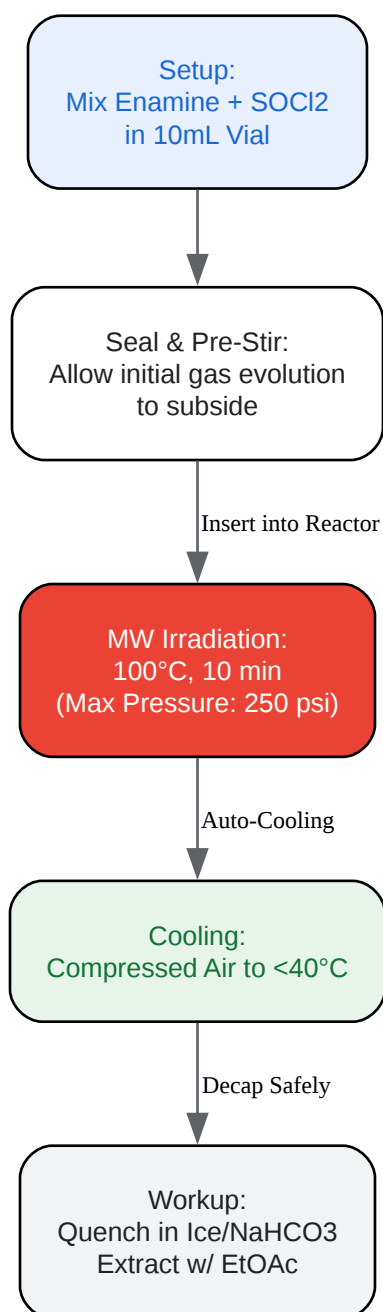 Setup:
Mix Enamine + SOCl2
in 10mL Vial
Seal & Pre-Stir:
Allow initial gas evolution
to subside
Insert into Reactor
MW Irradiation:
100°C, 10 min
(Max Pressure: 250 psi)
Auto-Cooling
Cooling:
Compressed Air to <40°C
Decap Safely
Workup:
Quench in Ice/NaHCO3
Extract w/ EtOAc